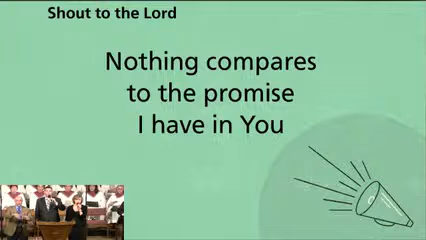 Shout to the Lord
Nothing compares
to the promise
I have in You